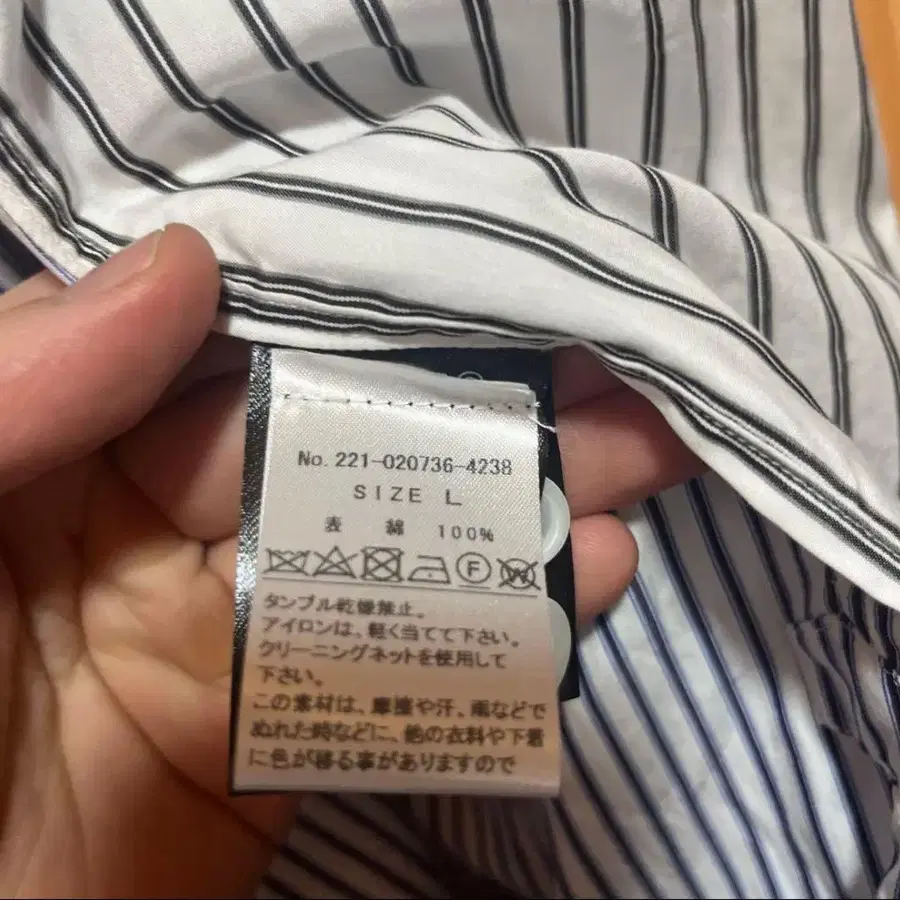 No. 221-020736-4238
SIZE L
表 綿 100%
F W
タンブル乾燥禁止。
アイロンは、軽く当てて下さい。
クリーニングネットを使用して
下さい。
この素材は、摩擦や汗、雨などで
ぬれた時などに、他の衣料や下着
に色が移る事がありますので